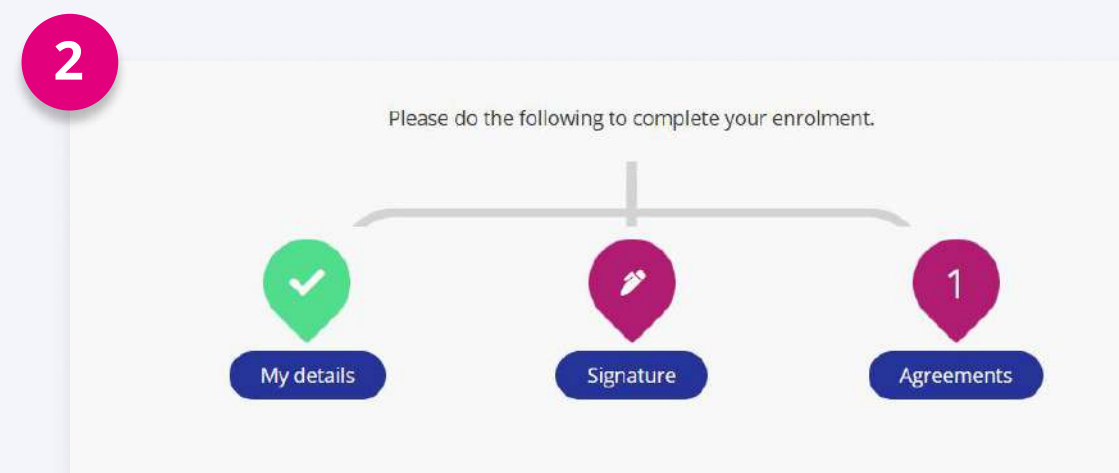 2
Please do the following to complete your enrolment.
1
My details Signature Agreements